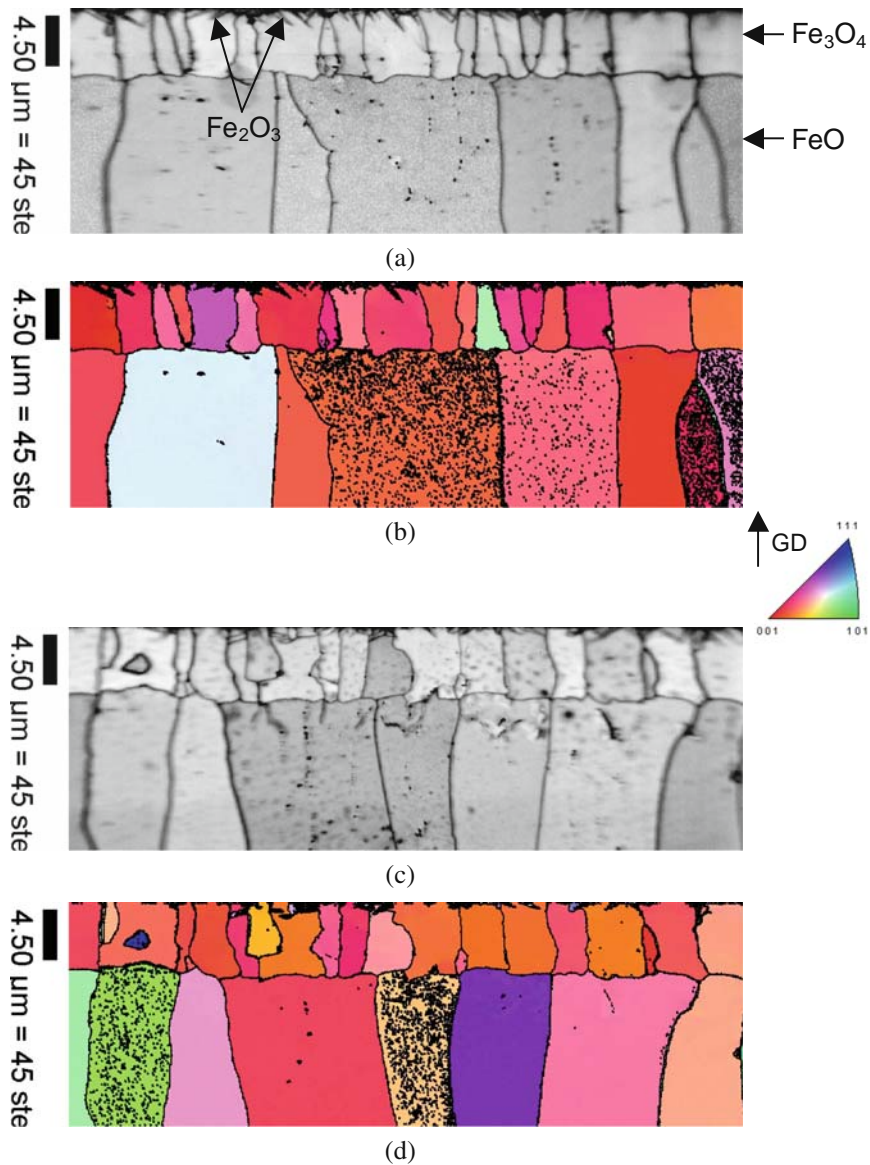 4.50 µm = 45 ste
Fe₃O₄
Fe₂O₃
FeO
(a)
4.50 µm = 45 ste
(b)
GD
111
001
101
4.50 µm = 45 ste
(c)
4.50 µm = 45 ste
(d)